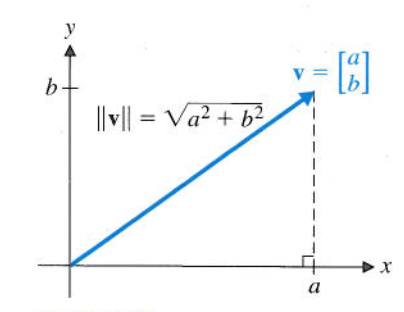 y
v = [a
b]
b
||v|| = √a² + b²
x
a